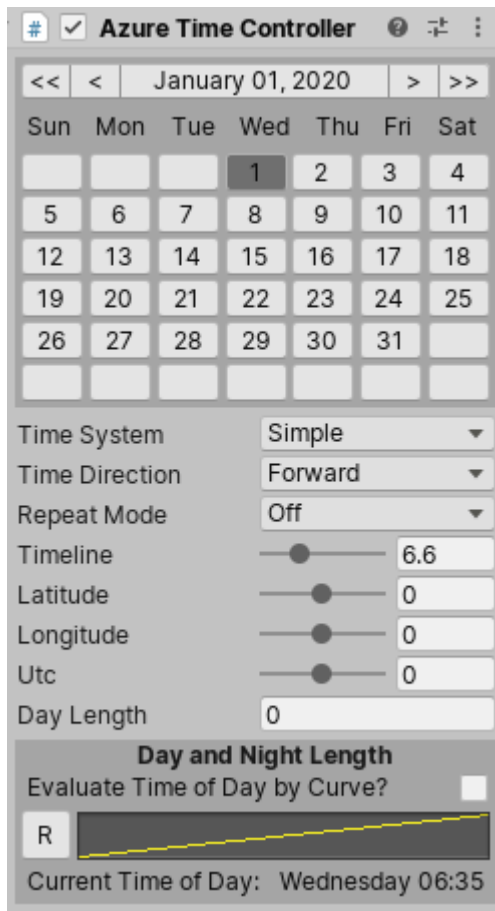 # Azure Time Controller
<< < January 01, 2020 > >>
Sun Mon Tue Wed Thu Fri Sat
1 2 3 4
5 6 7 8 9 10 11
12 13 14 15 16 17 18
19 20 21 22 23 24 25
26 27 28 29 30 31
Time System Simple
Time Direction Forward
Repeat Mode Off
Timeline 6.6
Latitude 0
Longitude 0
Utc 0
Day Length 0
Day and Night Length
Evaluate Time of Day by Curve?
R
Current Time of Day: Wednesday 06:35